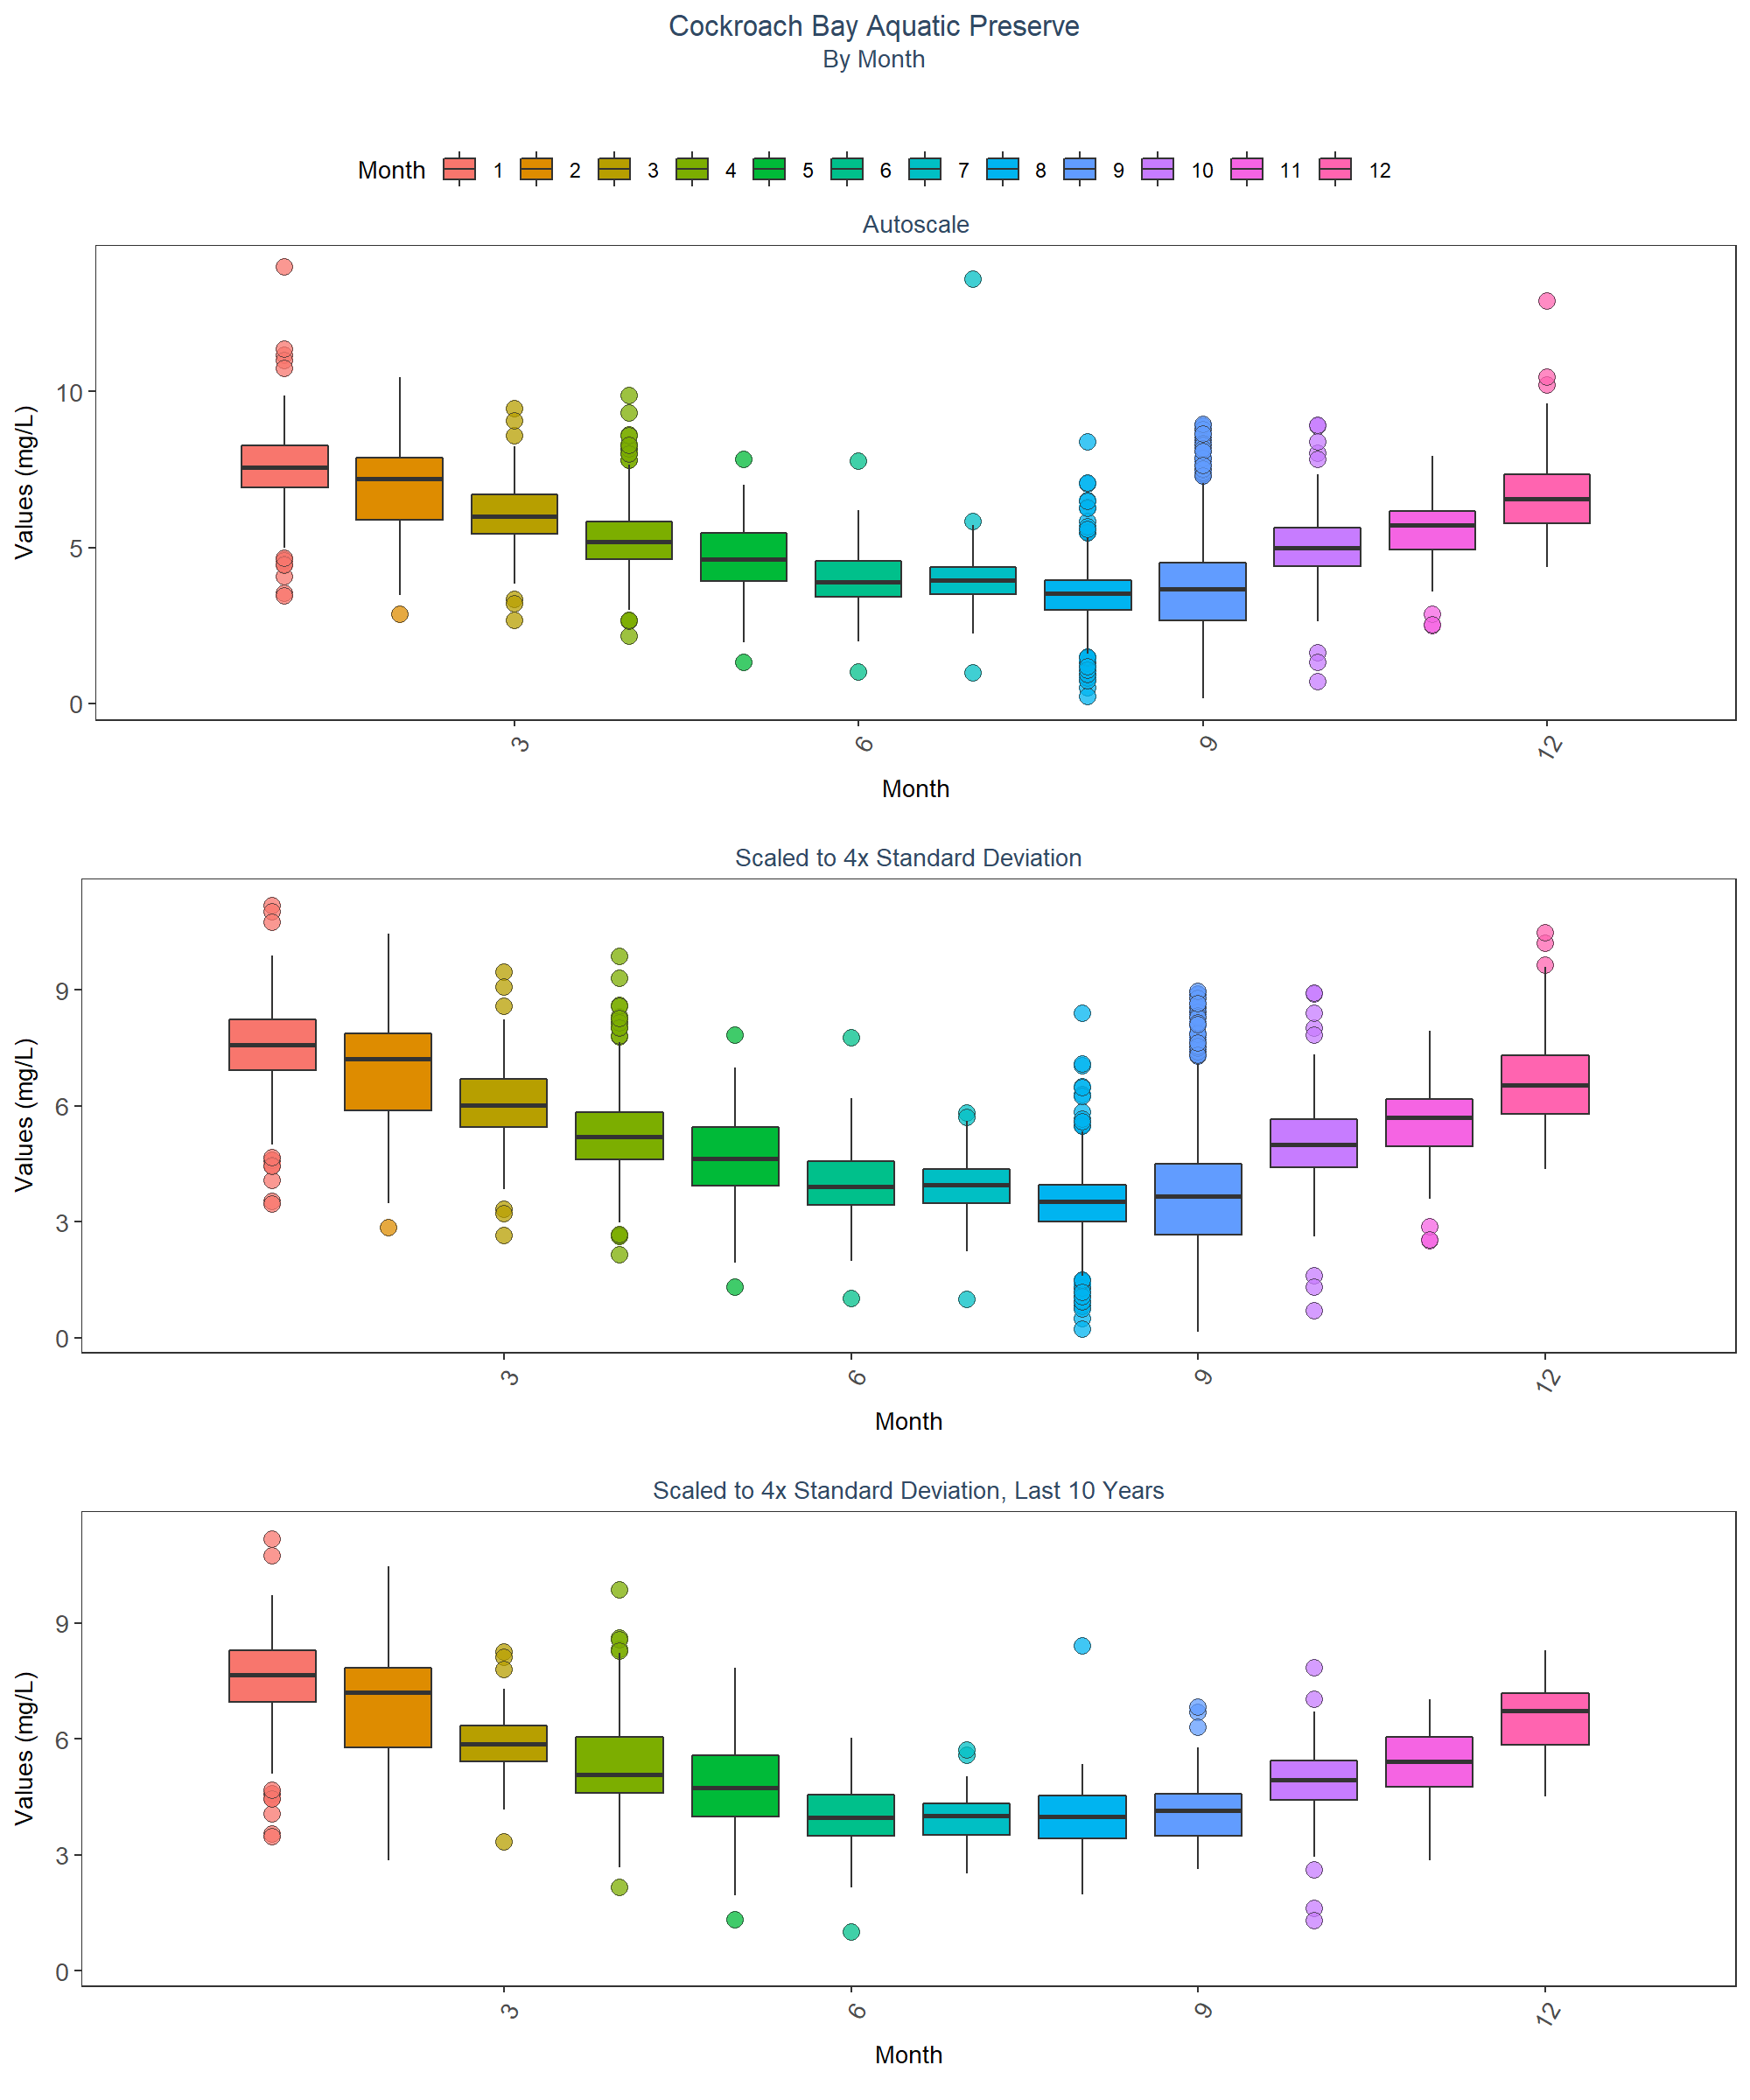 Cockroach Bay Aquatic Preserve
By Month
Month 1 2 3 4 5 6 7 8 9 10 11 12
Autoscale
Values (mg/L)
10
5
0
3 6 9 12
Month
Scaled to 4x Standard Deviation
Values (mg/L)
9
6
3
0
3 6 9 12
Month
Scaled to 4x Standard Deviation, Last 10 Years
Values (mg/L)
9
6
3
0
3 6 9 12
Month